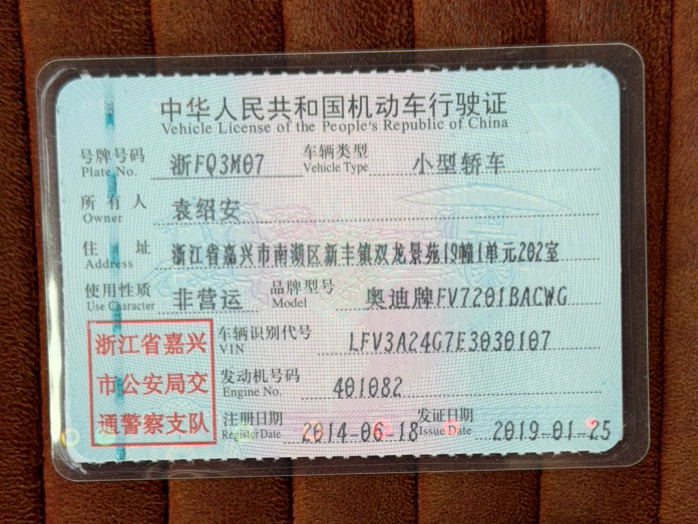 中华人民共和国机动车行驶证
Vehicle License of the People's Republic of China
号牌号码 浙FQ3M07 车辆类型 小型轿车
Plate No. Vehicle Type
所有人 袁绍安
Owner
住址 浙江省嘉兴市南湖区新丰镇双龙景苑19幢1单元202室
Address
使用性质 非营运 品牌型号 奥迪牌FV7201BACWG
Use Character Model
浙江省嘉兴
市公安局交
通警察支队
车辆识别代号 LFV3A24G7E3030107
VIN
发动机号码 401082
Engine No.
注册日期 2014-06-18 发证日期 2019-01-25
Register Date Issue Date